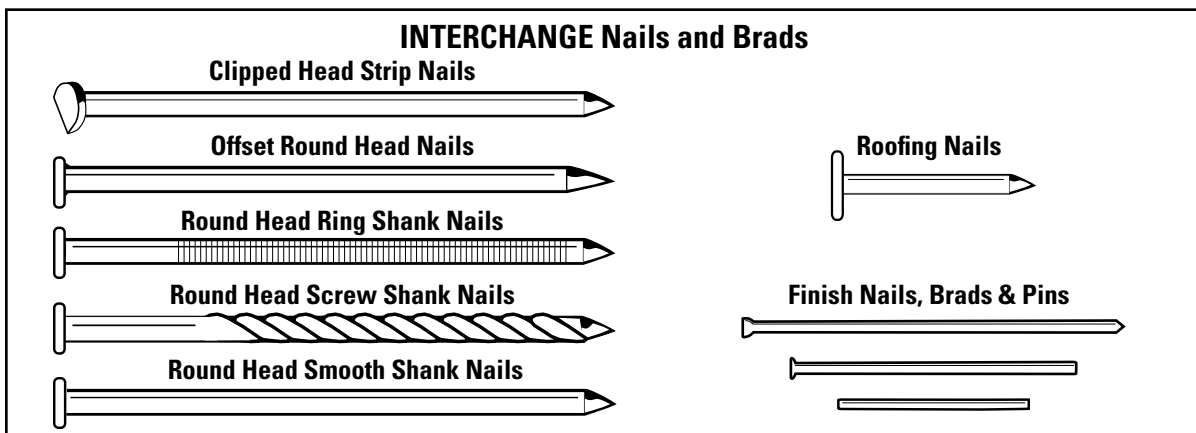 INTERCHANGE Nails and Brads
Clipped Head Strip Nails
Offset Round Head Nails
Round Head Ring Shank Nails
Round Head Screw Shank Nails
Round Head Smooth Shank Nails
Roofing Nails
Finish Nails, Brads & Pins